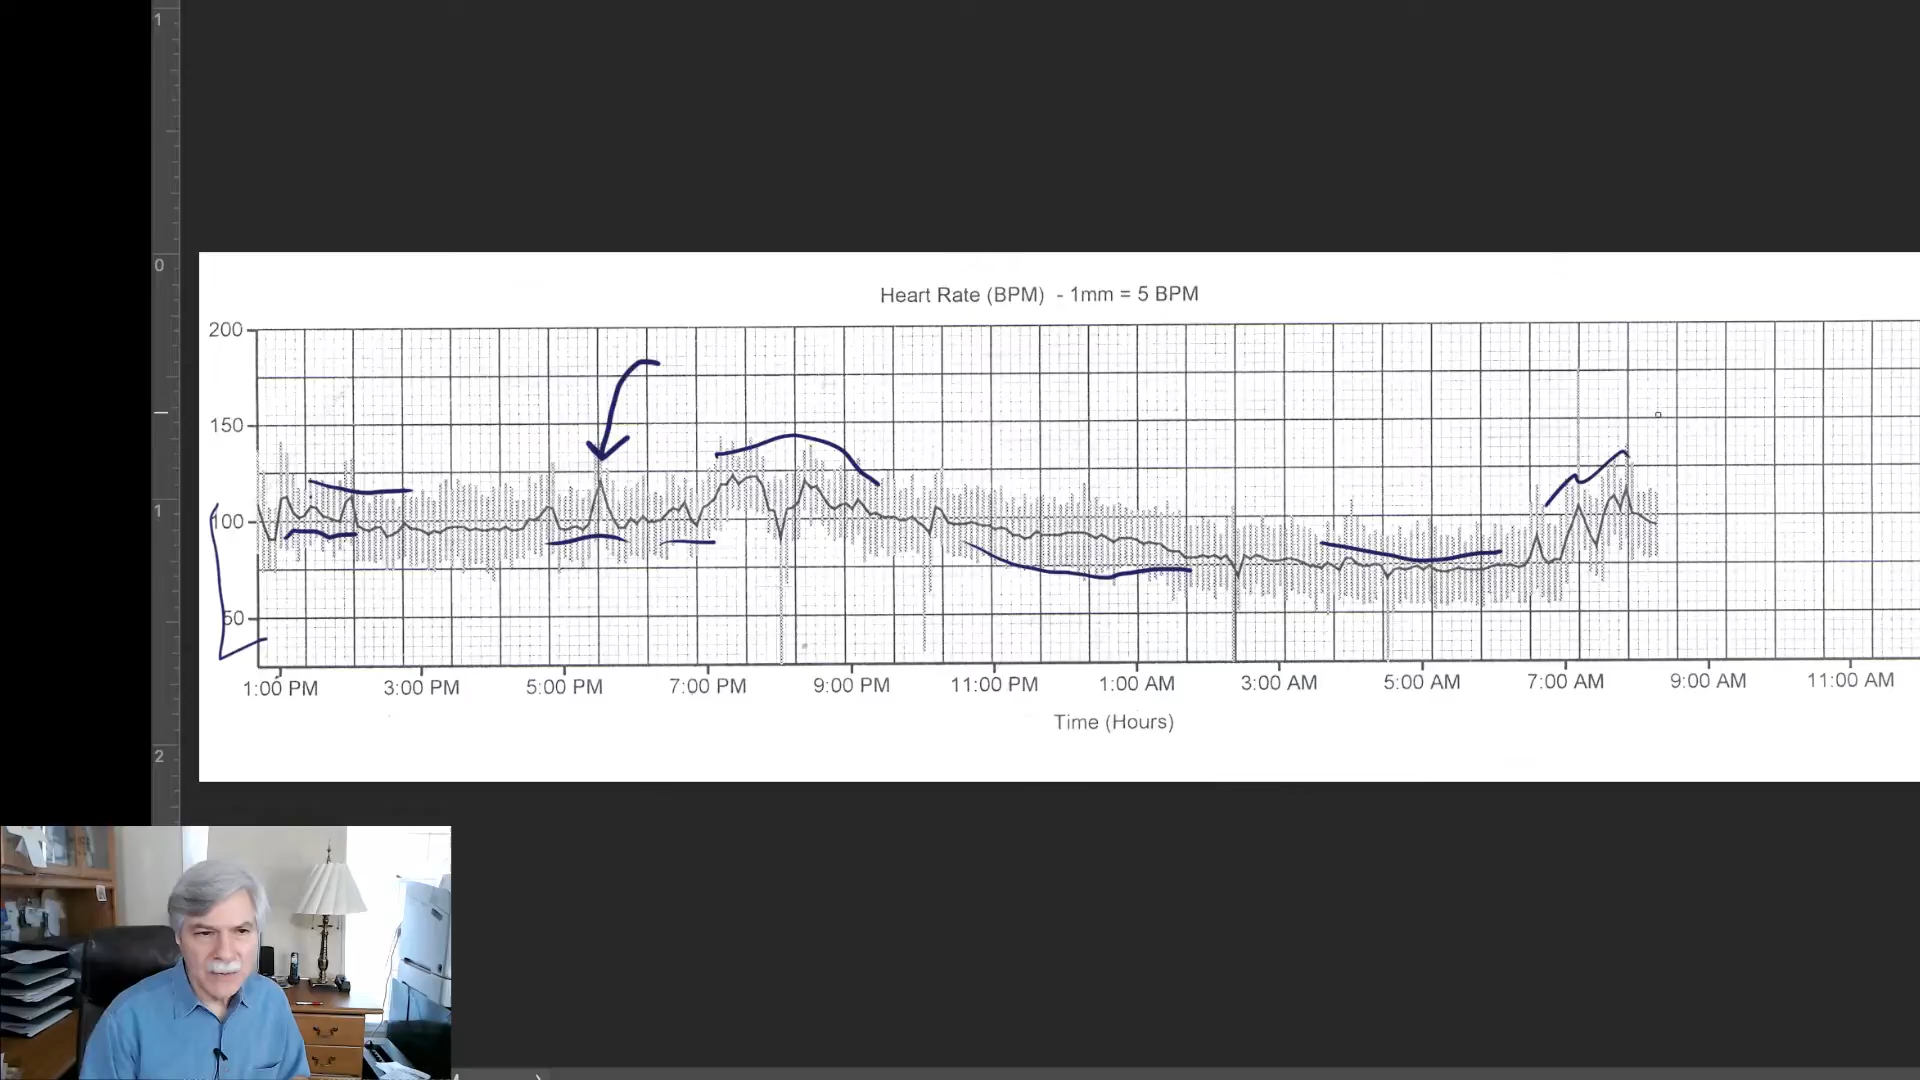 1
0
1
2
Heart Rate (BPM) - 1mm = 5 BPM
200
150
100
50
1:00 PM 3:00 PM 5:00 PM 7:00 PM 9:00 PM 11:00 PM 1:00 AM 3:00 AM 5:00 AM 7:00 AM 9:00 AM 11:00 AM
Time (Hours)